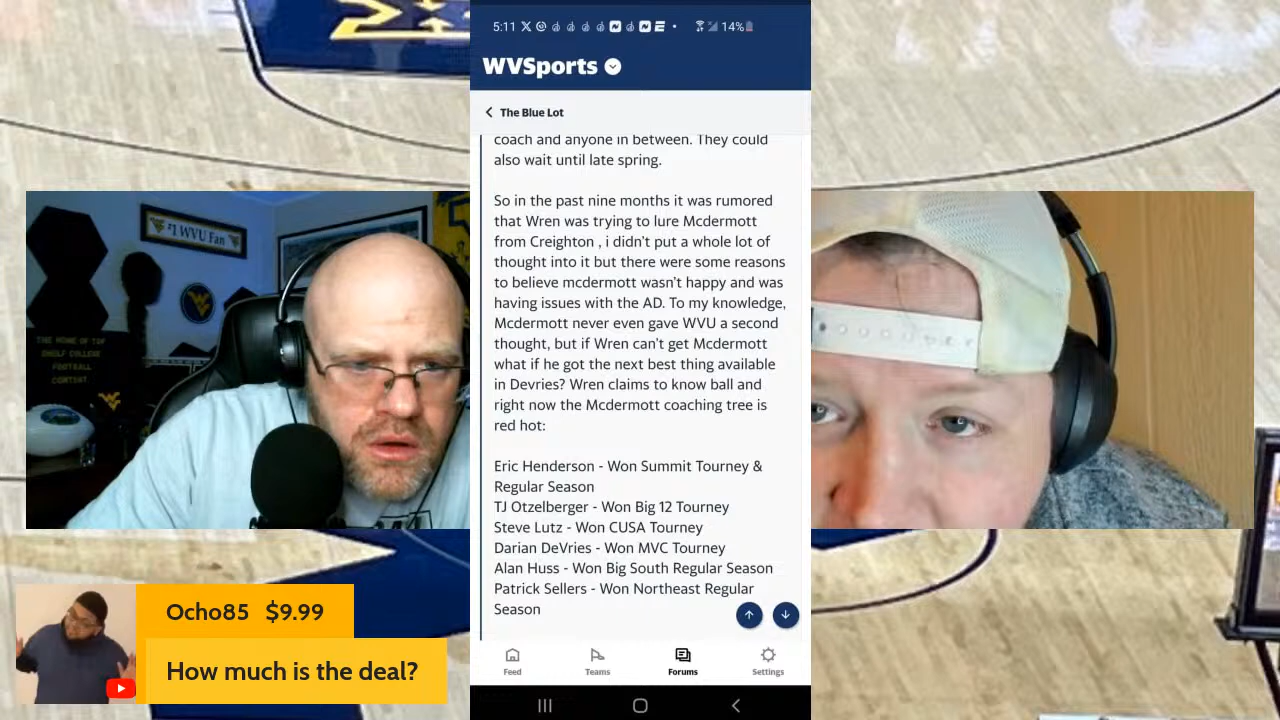 5:11
14%
WVSports
The Blue Lot
coach and anyone in between. They could
also wait until late spring.
So in the past nine months it was rumored
that Wren was trying to lure Mcdermott
from Creighton , i didn't put a whole lot of
thought into it but there were some reasons
to believe mcdermott wasn't happy and was
having issues with the AD. To my knowledge,
Mcdermott never even gave WVU a second
thought, but if Wren can't get Mcdermott
what if he got the next best thing available
in Devries? Wren claims to know ball and
right now the Mcdermott coaching tree is
red hot:
Eric Henderson - Won Summit Tourney &
Regular Season
TJ Otzelberger - Won Big 12 Tourney
Steve Lutz - Won CUSA Tourney
Darian DeVries - Won MVC Tourney
Alan Huss - Won Big South Regular Season
Patrick Sellers - Won Northeast Regular
Season
Feed
Teams
Forums
Settings
#1 WVU Fan
THE HOME OF TOP
SHELF COLLEGE
FOOTBALL
CONTENT.
Ocho85 $9.99
How much is the deal?